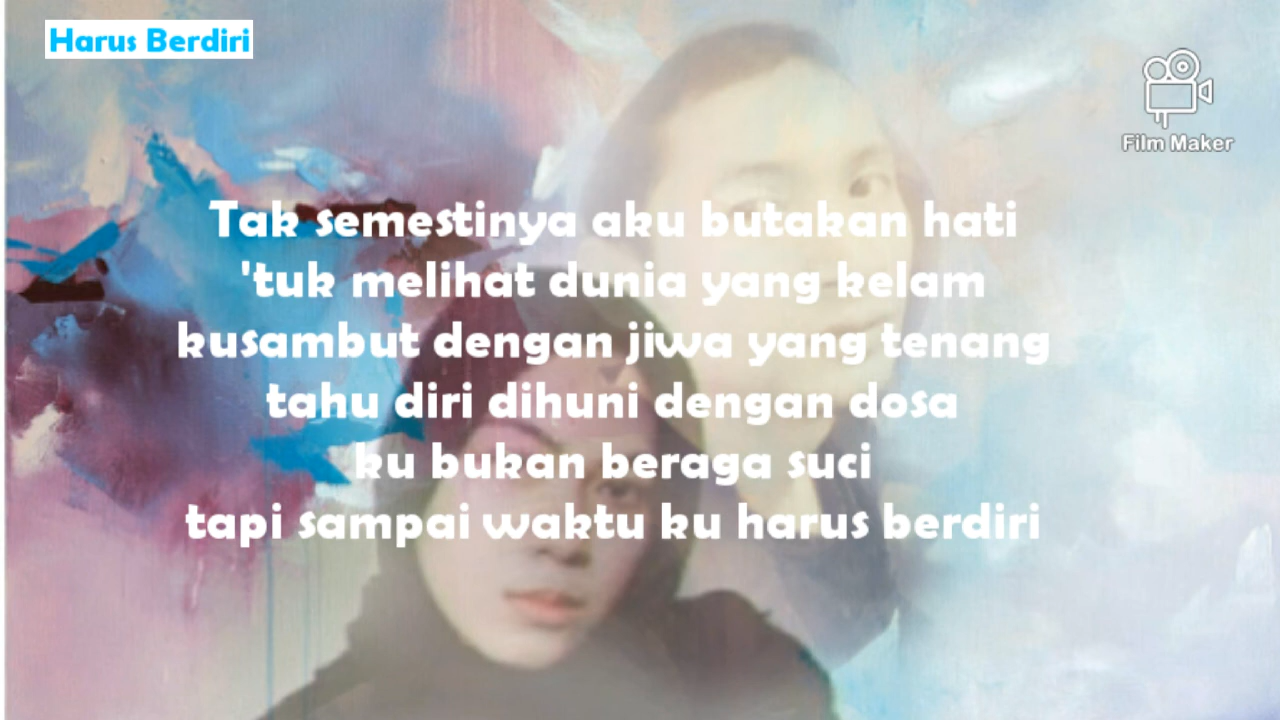 Harus Berdiri
Film Maker
Tak semestinya aku butakan hati
'tuk melihat dunia yang kelam
kusambut dengan jiwa yang tenang
tahu diri dihuni dengan dosa
ku bukan beraga suci
tapi sampai waktu ku harus berdiri